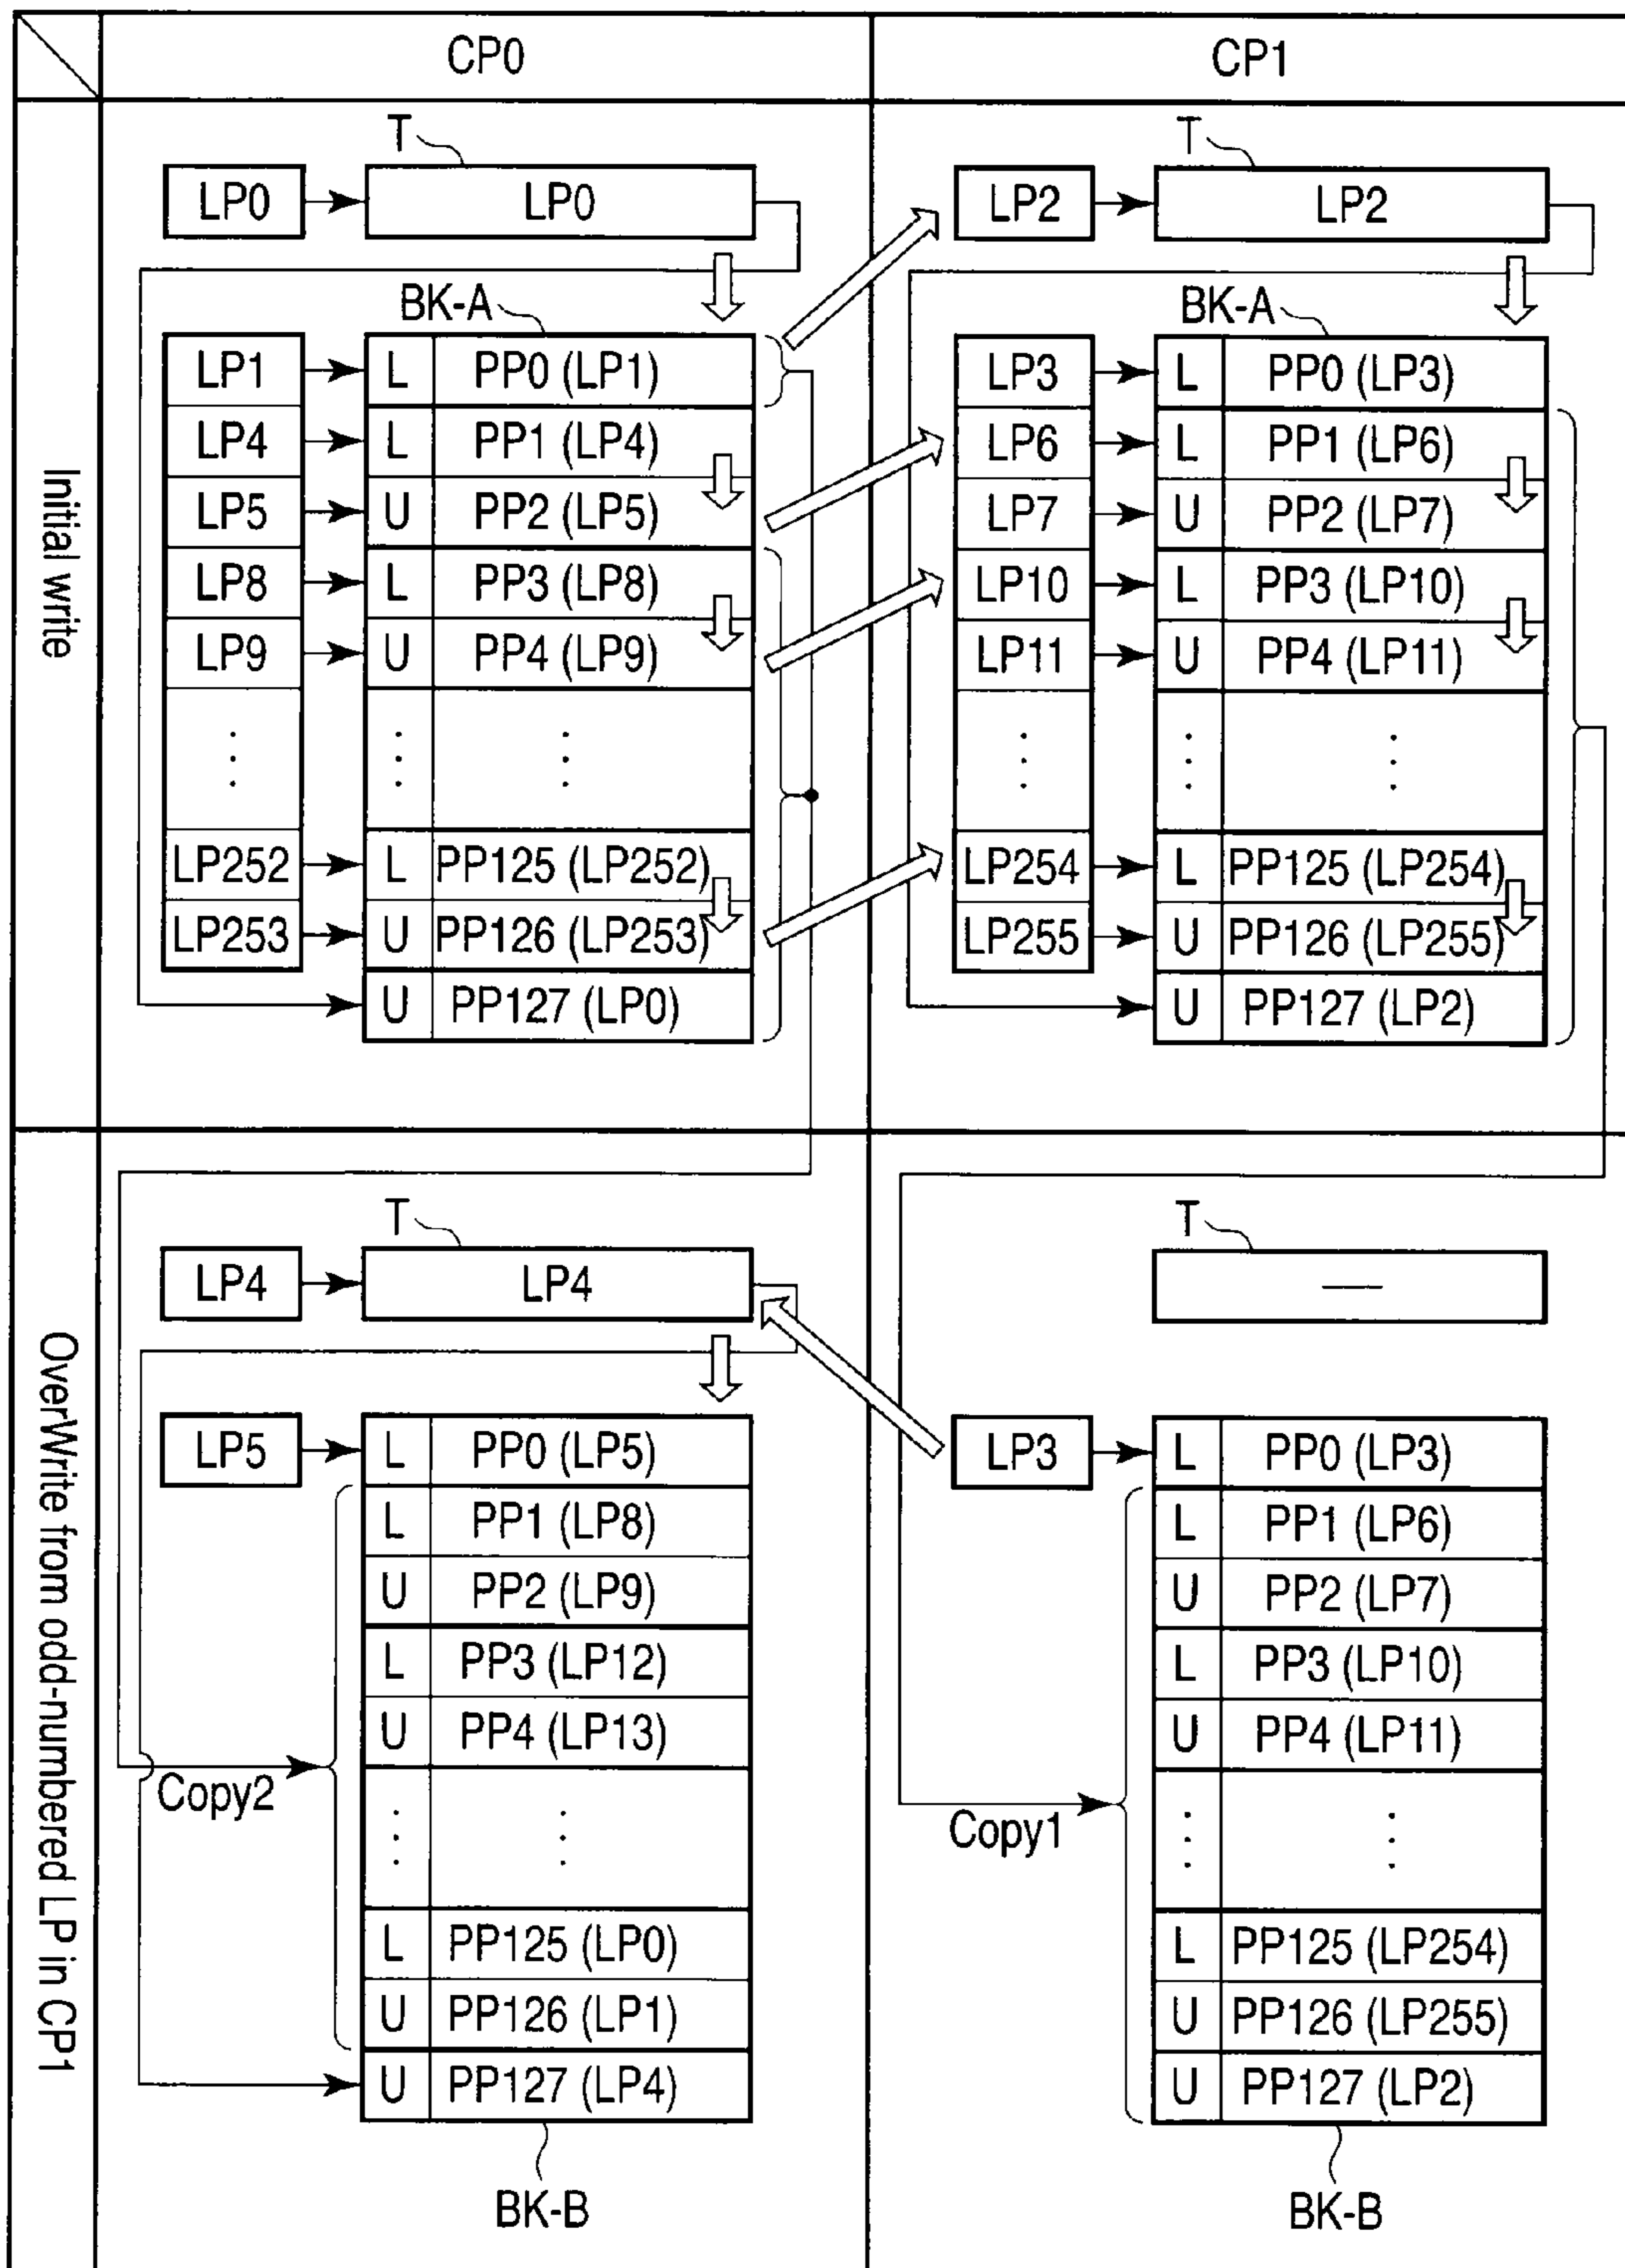 CP0
CP1
Initial write
T
LP0
LP0
T
LP2
LP2
BK-A
LP1 L PP0 (LP1)
LP4 L PP1 (LP4)
LP5 U PP2 (LP5)
LP8 L PP3 (LP8)
LP9 U PP4 (LP9)
LP252 L PP125 (LP252)
LP253 U PP126 (LP253)
U PP127 (LP0)
BK-A
LP3 L PP0 (LP3)
LP6 L PP1 (LP6)
LP7 U PP2 (LP7)
LP10 L PP3 (LP10)
LP11 U PP4 (LP11)
LP254 L PP125 (LP254)
LP255 U PP126 (LP255)
U PP127 (LP2)
OverWrite from odd-numbered LP in CP1
T
LP4
LP4
LP5 L PP0 (LP5)
L PP1 (LP8)
U PP2 (LP9)
L PP3 (LP12)
U PP4 (LP13)
Copy2
L PP125 (LP0)
U PP126 (LP1)
U PP127 (LP4)
BK-B
T
—
LP3 L PP0 (LP3)
L PP1 (LP6)
U PP2 (LP7)
L PP3 (LP10)
U PP4 (LP11)
Copy1
L PP125 (LP254)
U PP126 (LP255)
U PP127 (LP2)
BK-B